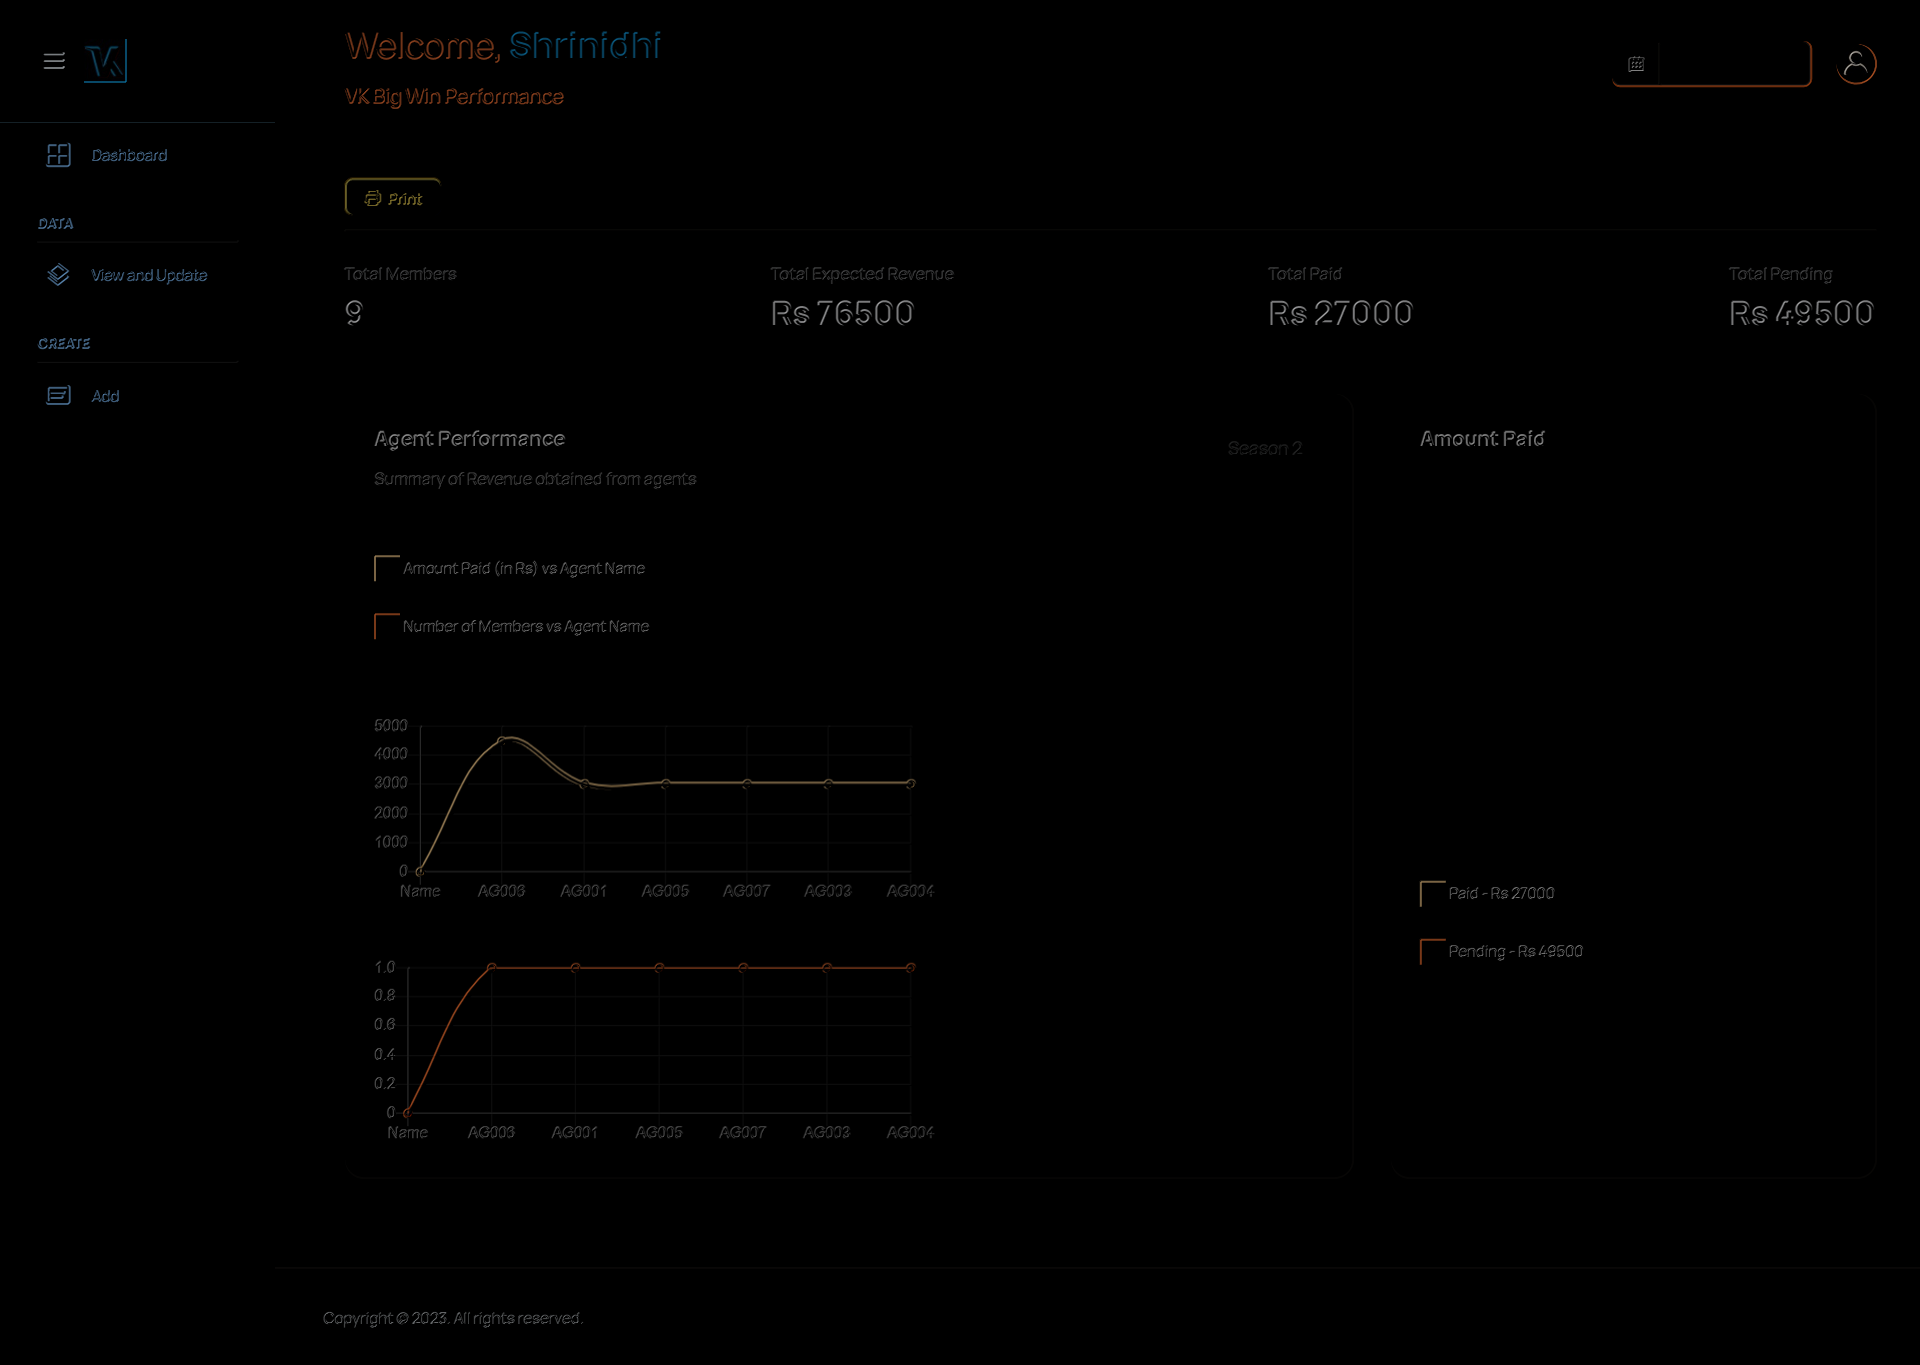 VK
Welcome, Shrinidhi
VK Big Win Performance
Dashboard
DATA
View and Update
CREATE
Add
Print
Total Members
9
Total Expected Revenue
Rs 76500
Total Paid
Rs 27000
Total Pending
Rs 49500
Agent Performance
Summary of Revenue obtained from agents
Season 2
Amount Paid (in Rs) vs Agent Name
Number of Members vs Agent Name
5000
4000
3000
2000
1000
0
Name AG006 AG001 AG005 AG007 AG003 AG004
1.0
0.8
0.6
0.4
0.2
0
Name AG006 AG001 AG005 AG007 AG003 AG004
Amount Paid
Paid - Rs 27000
Pending - Rs 49500
Copyright © 2023. All rights reserved.